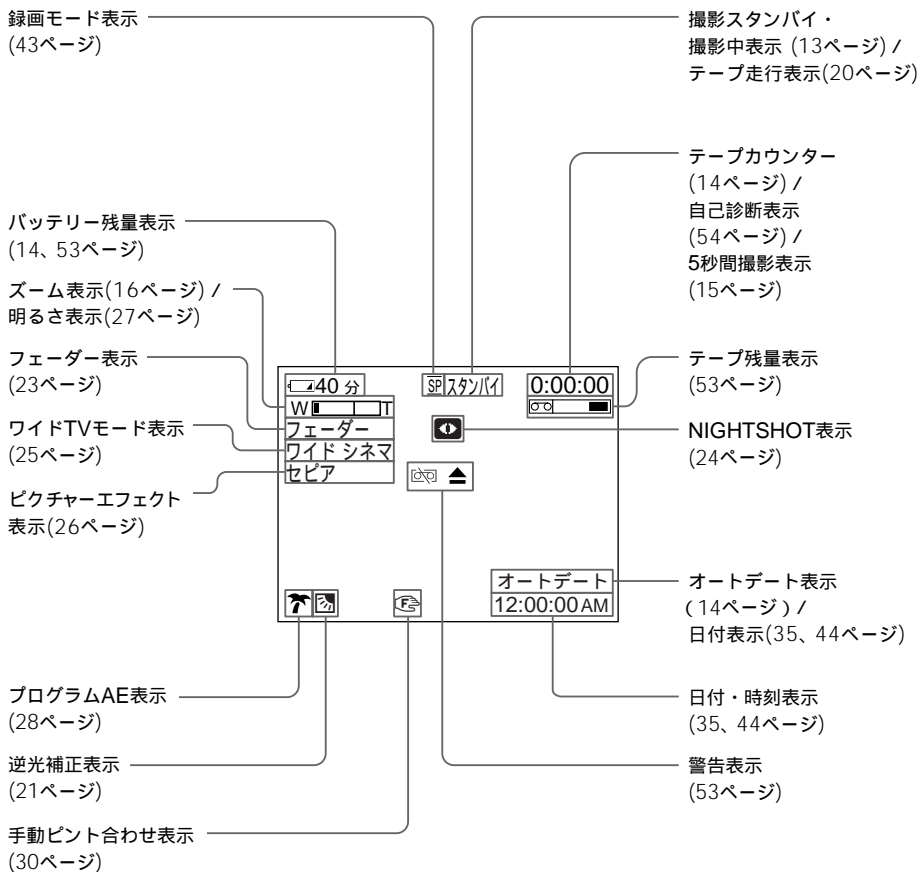 録画モード表示
(43ページ)
撮影スタンバイ・
撮影中表示 (13ページ) /
テープ走行表示(20ページ)
テープカウンター
(14ページ) /
自己診断表示
(54ページ) /
5秒間撮影表示
(15ページ)
バッテリー残量表示
(14、53ページ)
ズーム表示(16ページ) /
明るさ表示(27ページ)
フェーダー表示
(23ページ)
ワイドTVモード表示
(25ページ)
ピクチャーエフェクト
表示(26ページ)
40 分
SP スタンバイ
0:00:00
W T
フェーダー
ワイド シネマ
セピア
オートデート
F
12:00:00 AM
テープ残量表示
(53ページ)
NIGHTSHOT表示
(24ページ)
オートデート表示
(14ページ) /
日付表示(35、44ページ)
プログラムAE表示
(28ページ)
逆光補正表示
(21ページ)
手動ピント合わせ表示
(30ページ)
日付・時刻表示
(35、44ページ)
警告表示
(53ページ)